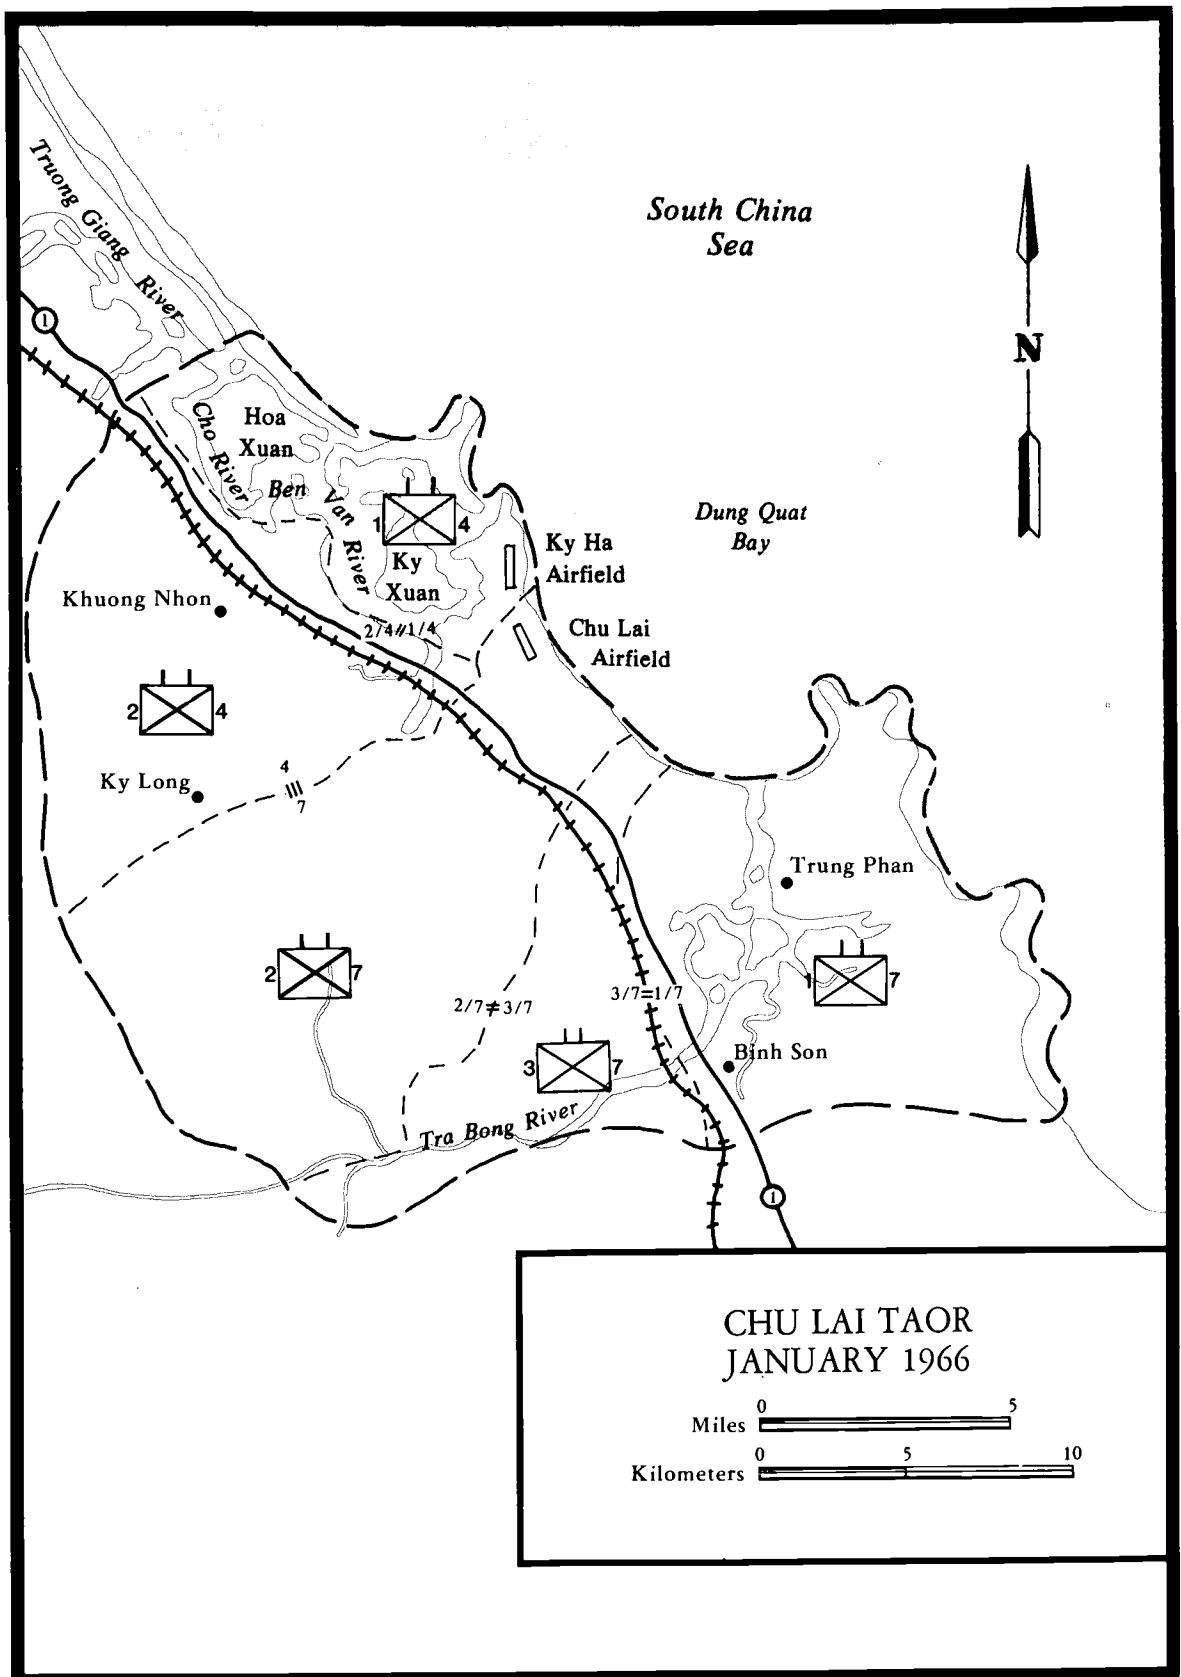 Truong Giang River
South China
Sea
1
N
Hoa
Xuan
Cho River
Ben Van River
1 4
Dung Quat
Bay
Ky Ha
Airfield
Ky
Xuan
Khuong Nhon
2/4//1/4
Chu Lai
Airfield
2 4
Ky Long
4
III
7
Trung Phan
2 7
1 7
2/7≠3/7
3/7=1/7
3 7
Binh Son
Tra Bong River
1
CHU LAI TAOR
JANUARY 1966
0 5
Miles
0 5 10
Kilometers